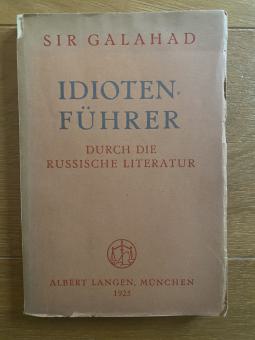 SIR GALAHAD
IDIOTEN-
FÜHRER
DURCH DIE
RUSSISCHE LITERATUR
ALBERT LANGEN, MÜNCHEN
1925